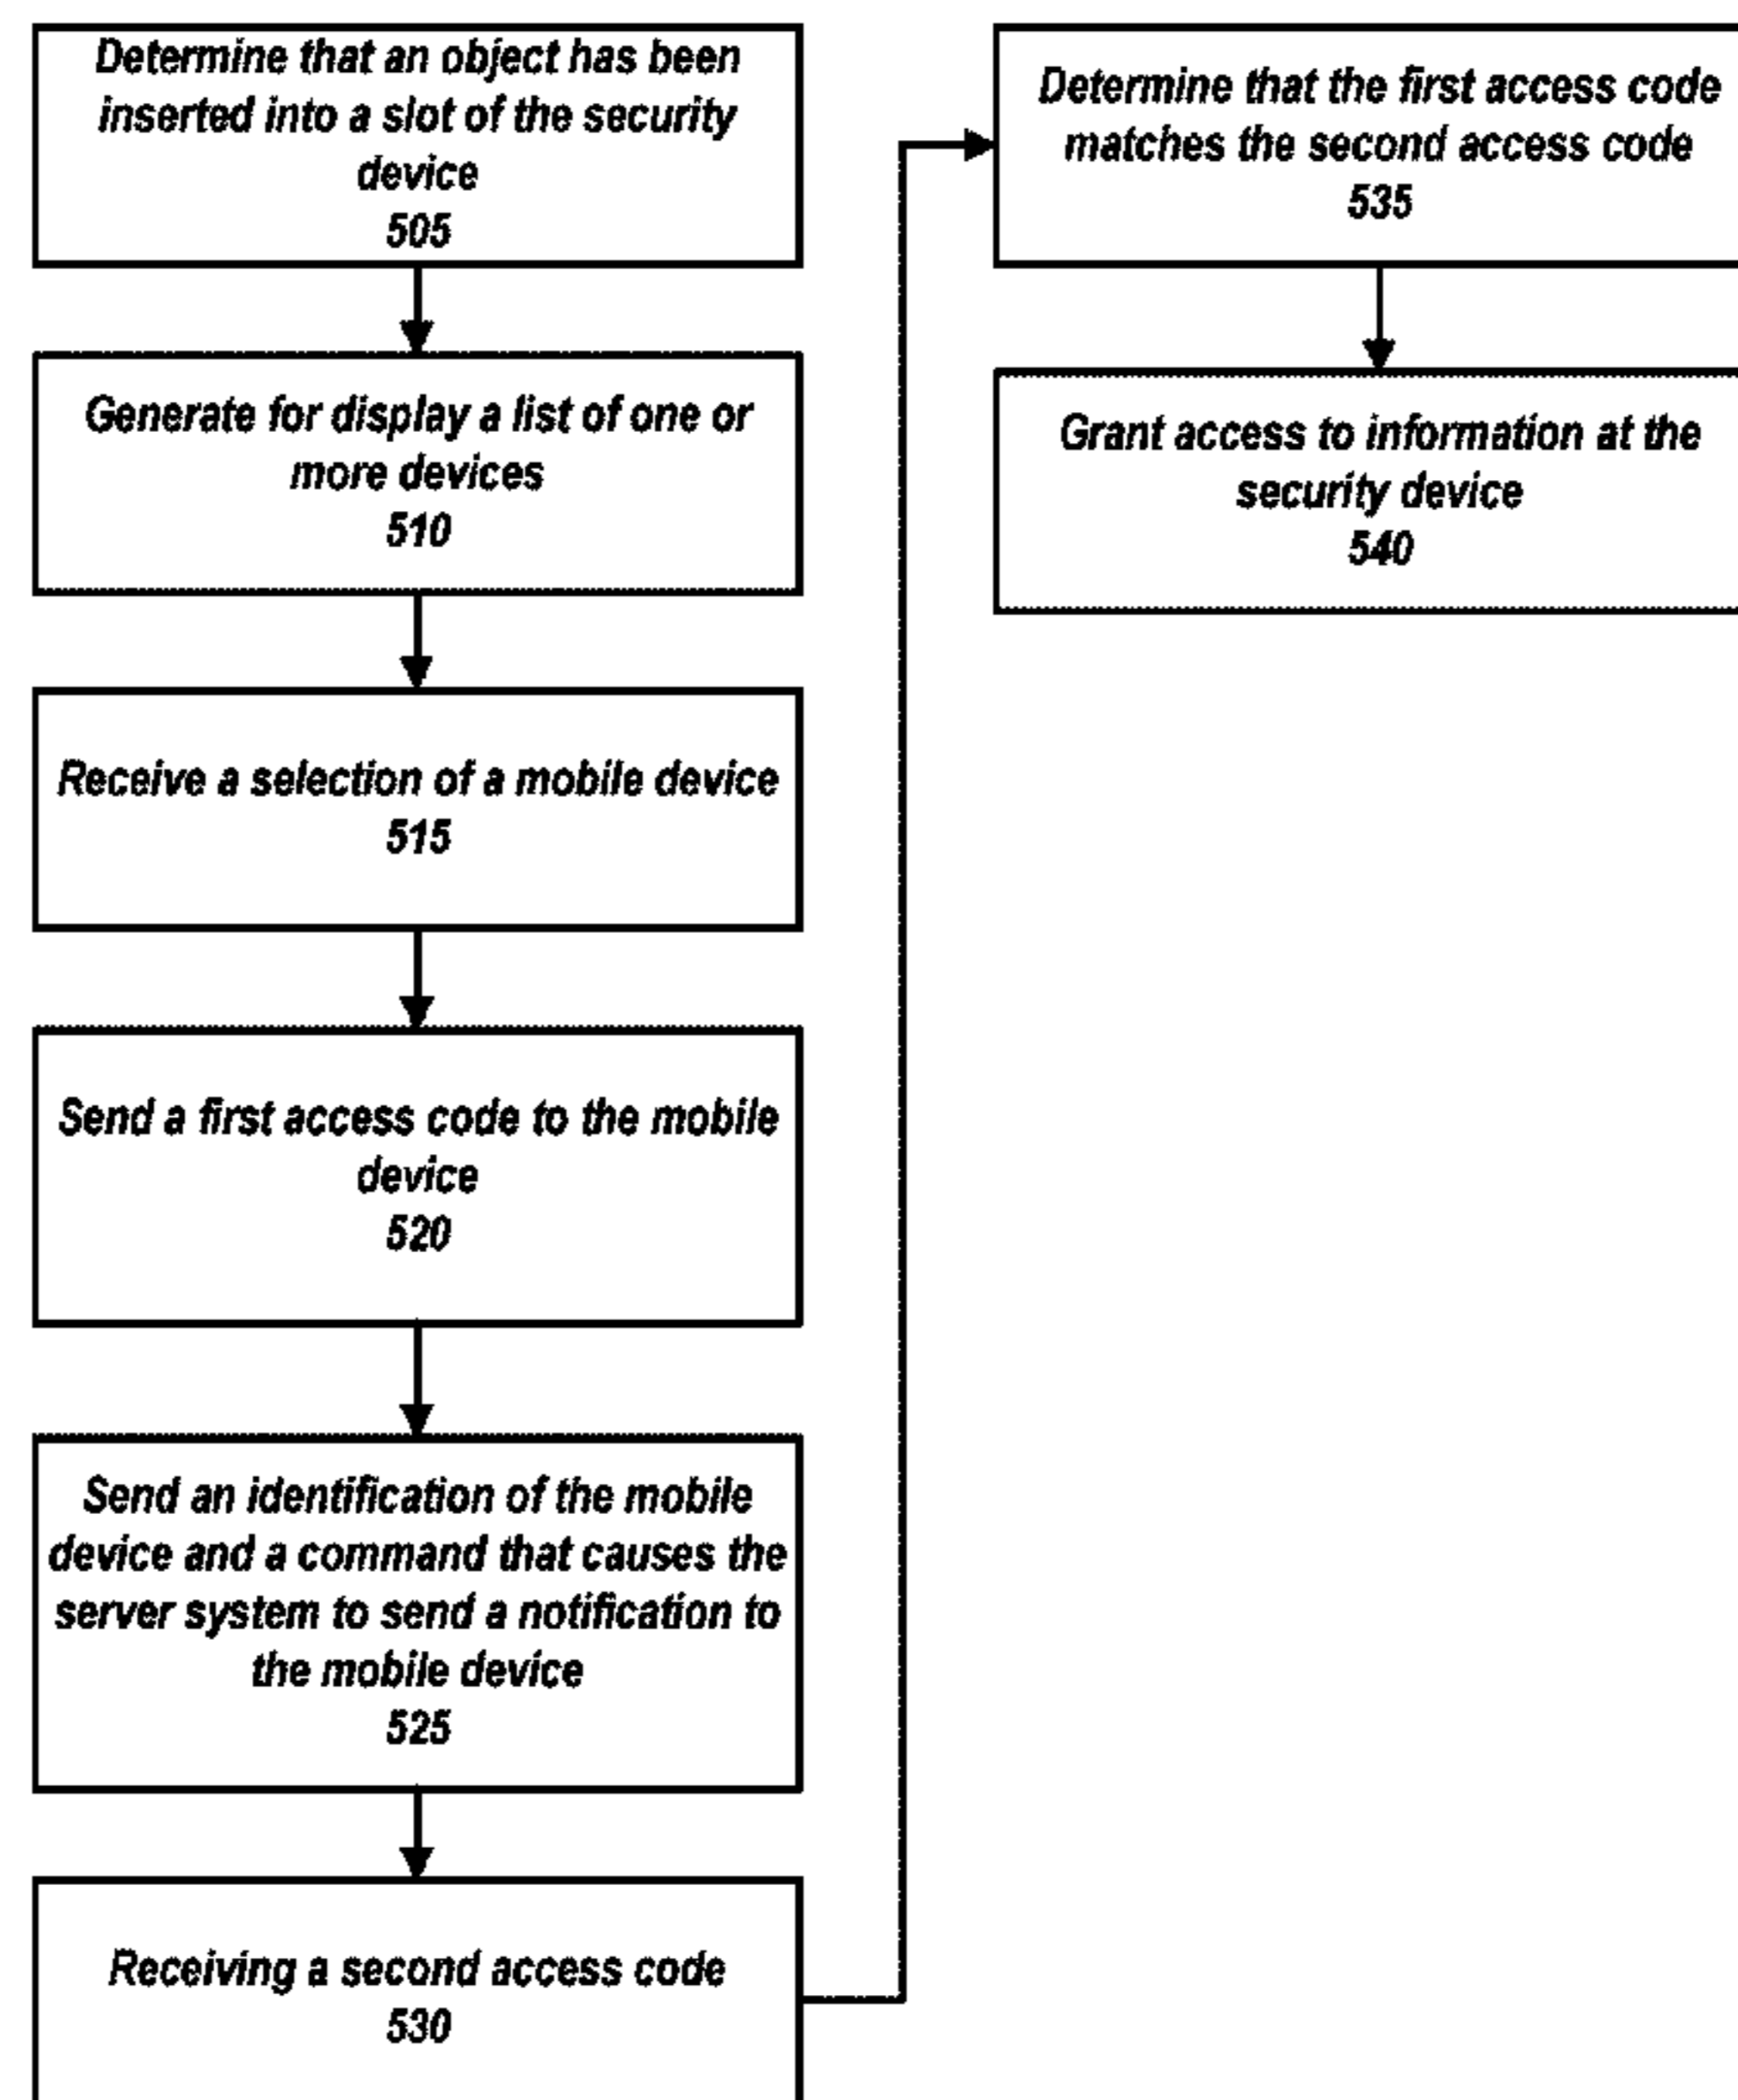 Determine that an object has been
inserted into a slot of the security
device
505
Generate for display a list of one or
more devices
510
Receive a selection of a mobile device
515
Send a first access code to the mobile
device
520
Send an identification of the mobile
device and a command that causes the
server system to send a notification to
the mobile device
525
Receiving a second access code
530
Determine that the first access code
matches the second access code
535
Grant access to information at the
security device
540